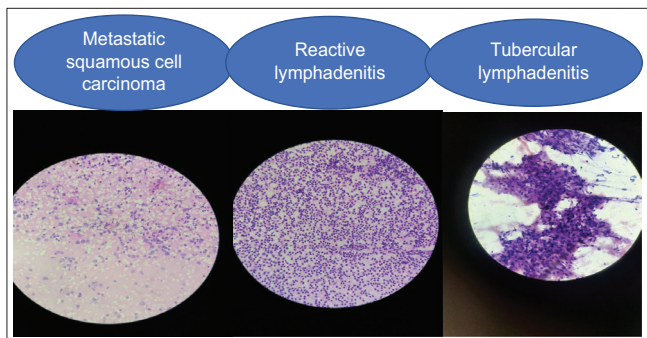 Metastatic
squamous cell
carcinoma
Reactive
lymphadenitis
Tubercular
lymphadenitis